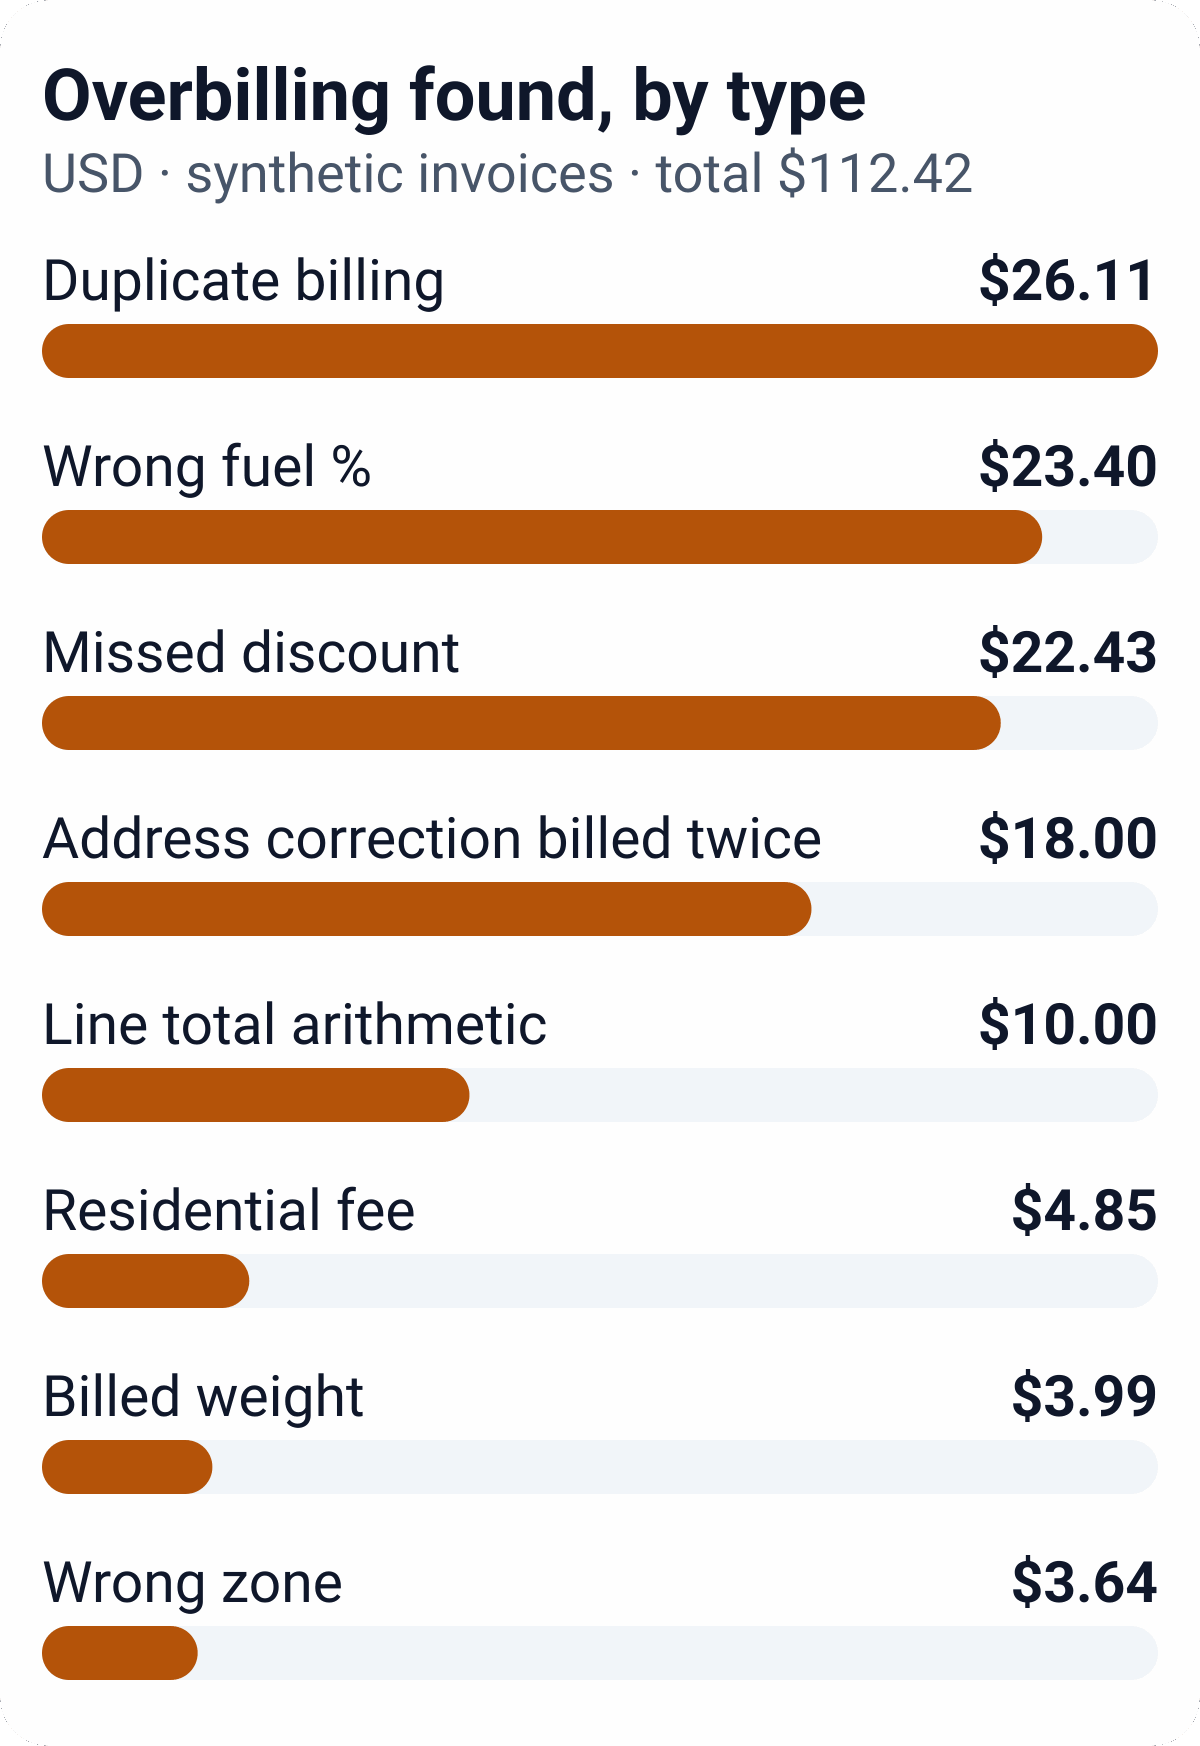 Overbilling found, by type
USD · synthetic invoices · total $112.42
Duplicate billing $26.11
Wrong fuel % $23.40
Missed discount $22.43
Address correction billed twice $18.00
Line total arithmetic $10.00
Residential fee $4.85
Billed weight $3.99
Wrong zone $3.64